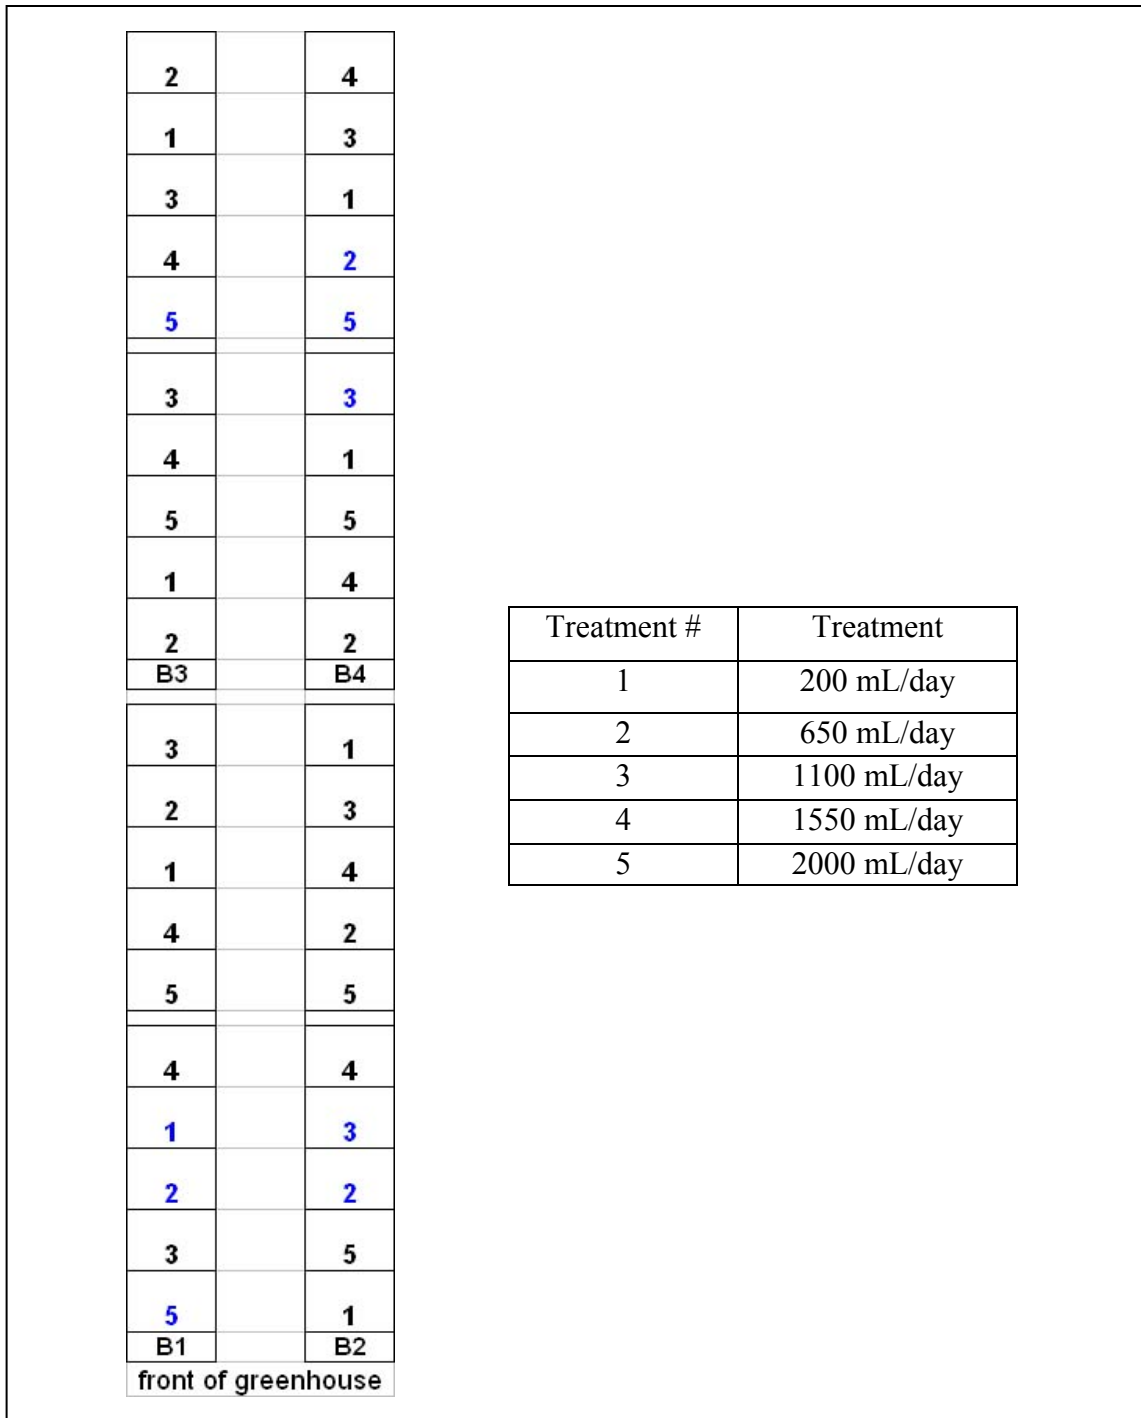 2 4
1 3
3 1
4 2
5 5
3 3
4 1
5 5
1 4
2 2
B3 B4
3 1
2 3
1 4
4 2
5 5
4 4
1 3
2 2
3 5
5 1
B1 B2
front of greenhouse
Treatment # Treatment
1 200 mL/day
2 650 mL/day
3 1100 mL/day
4 1550 mL/day
5 2000 mL/day